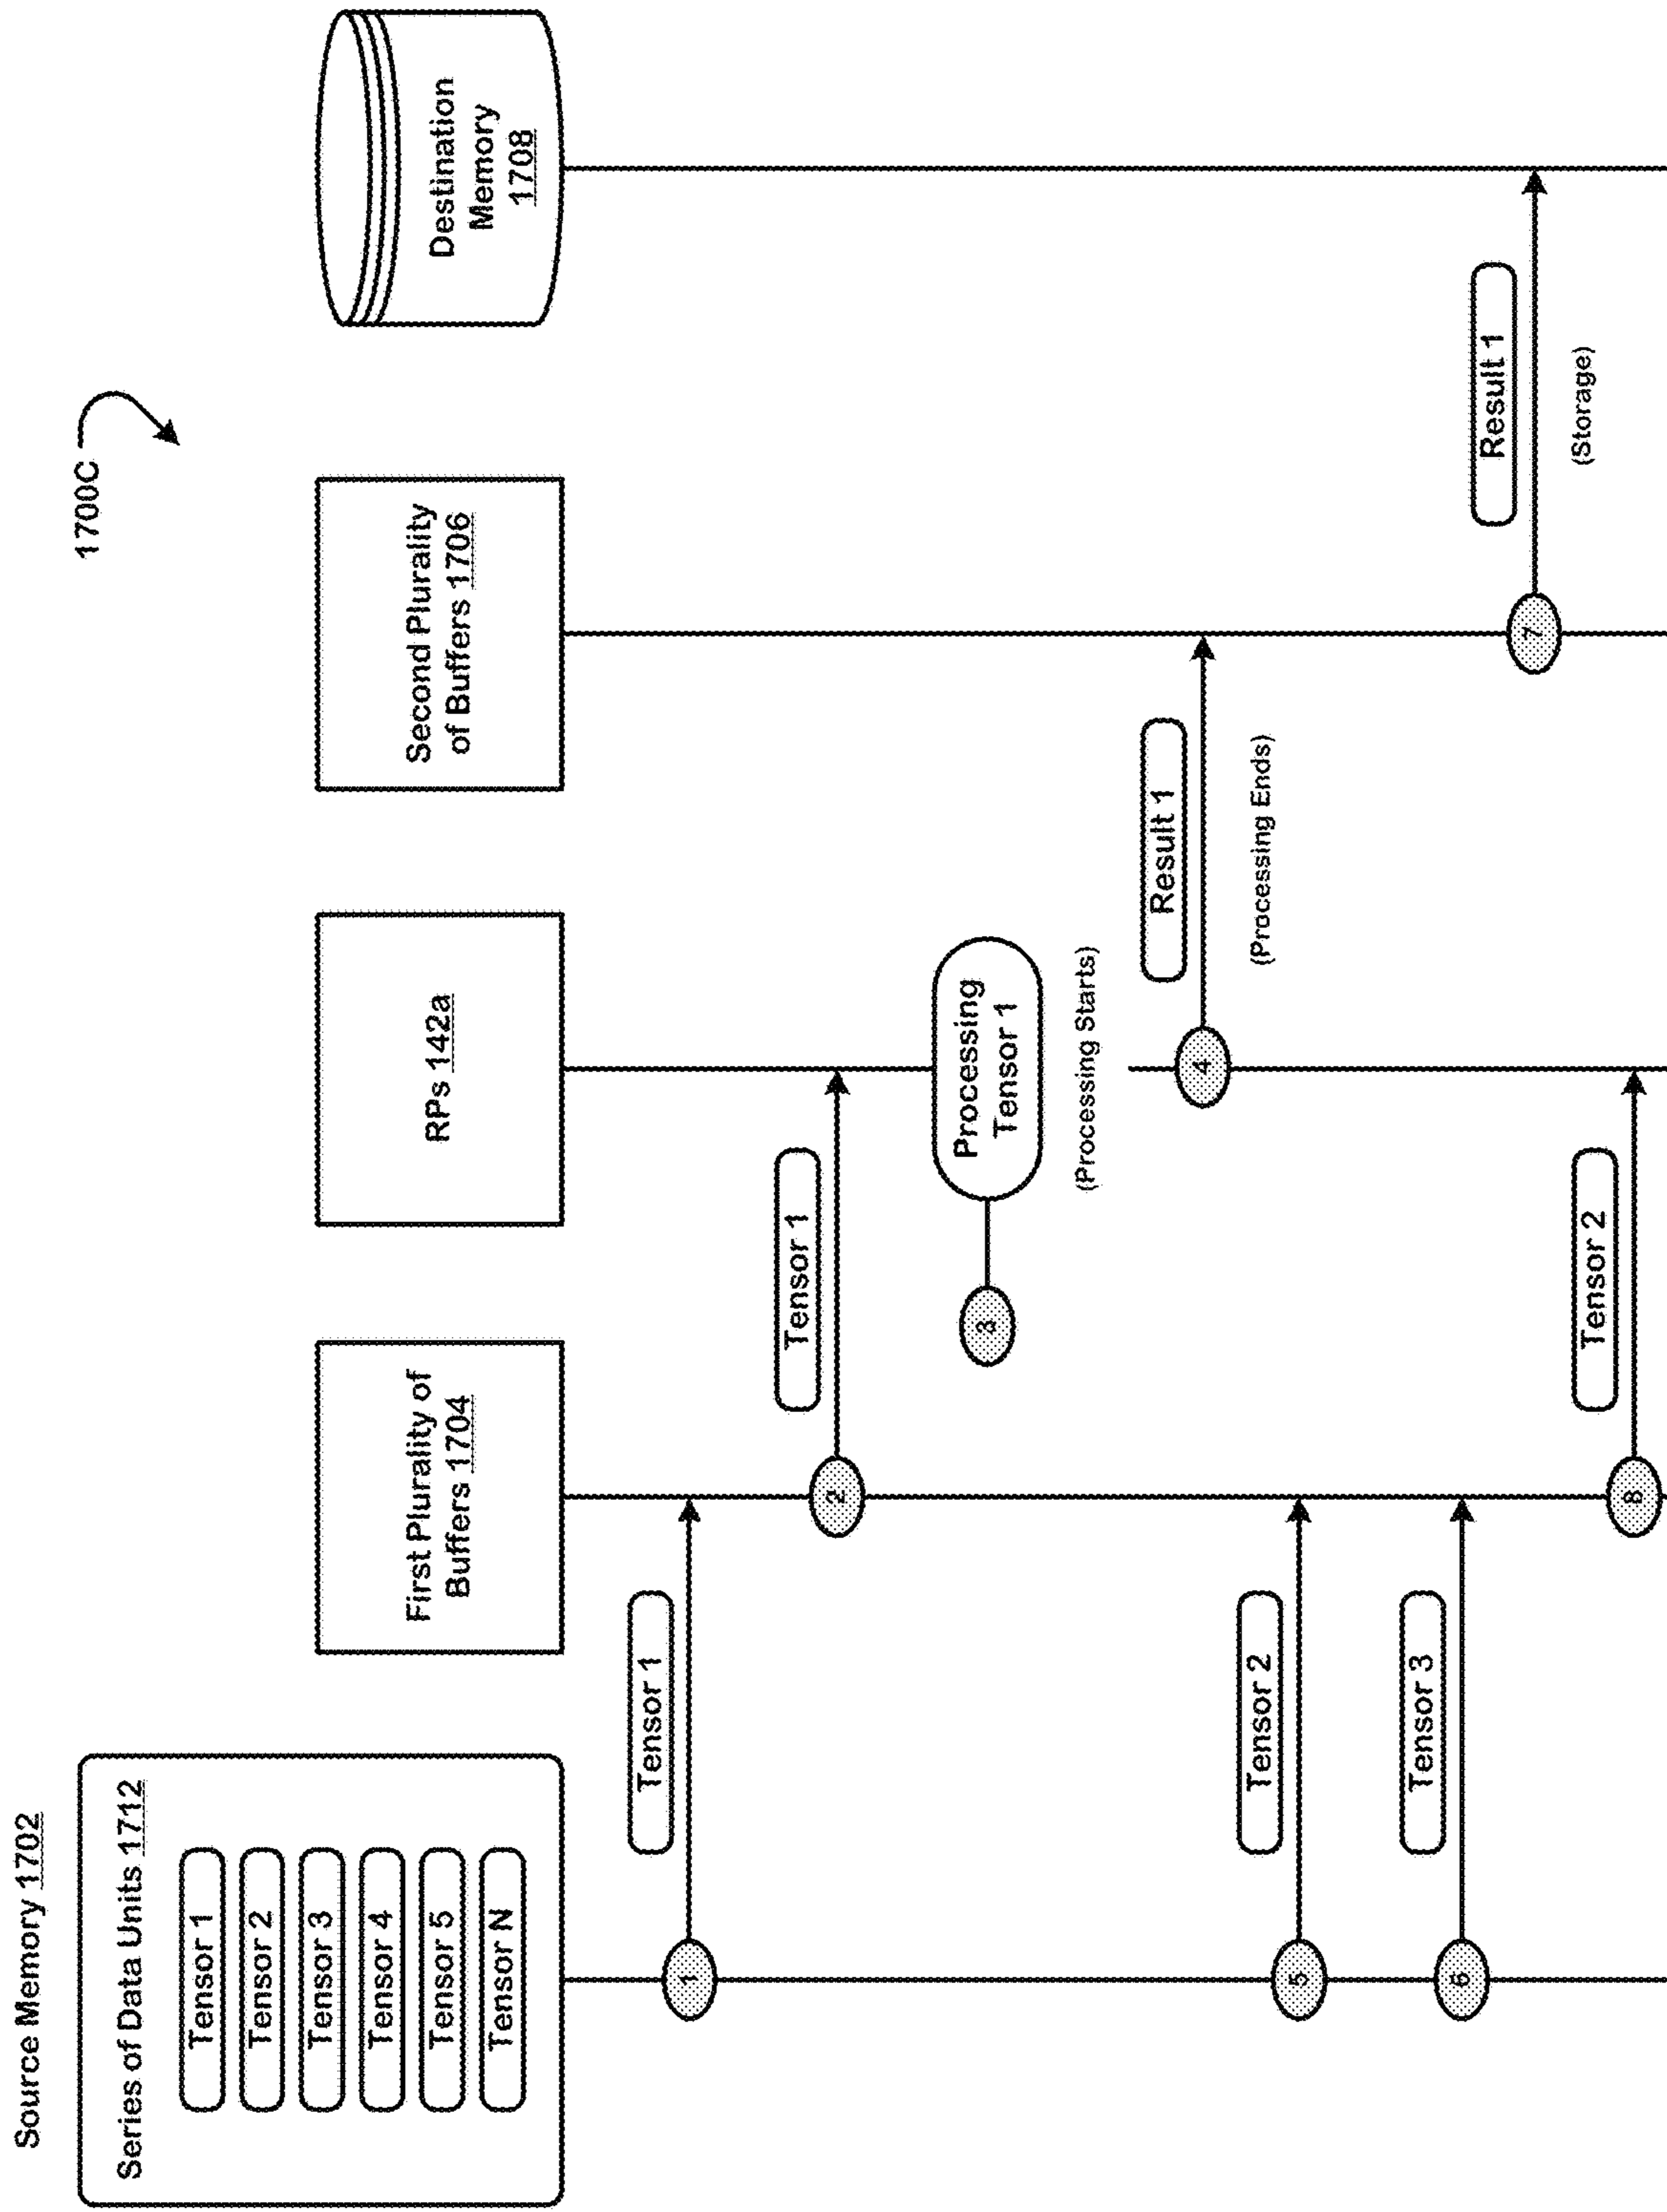 1700C
Source Memory 1702
Series of Data Units 1712
Tensor 1
Tensor 2
Tensor 3
Tensor 4
Tensor 5
Tensor N
First Plurality of
Buffers 1704
RPs 142a
Second Plurality
of Buffers 1706
Destination
Memory
1708
1
Tensor 1
2
Tensor 1
3
Processing
Tensor 1
(Processing Starts)
4
Result 1
(Processing Ends)
5
Tensor 2
6
Tensor 3
7
Result 1
(Storage)
8
Tensor 2